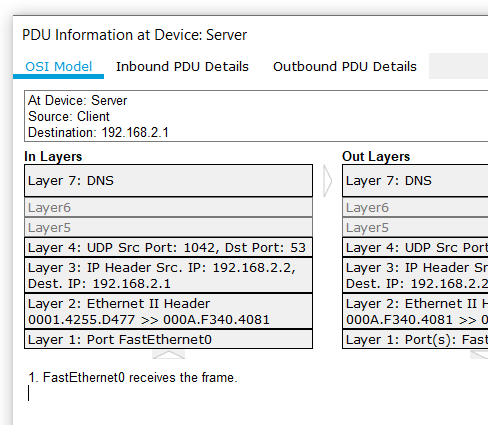 PDU Information at Device: Server
OSI Model Inbound PDU Details Outbound PDU Details
At Device: Server
Source: Client
Destination: 192.168.2.1
In Layers
Layer 7: DNS
Layer6
Layer5
Layer 4: UDP Src Port: 1042, Dst Port: 53
Layer 3: IP Header Src. IP: 192.168.2.2,
Dest. IP: 192.168.2.1
Layer 2: Ethernet II Header
0001.4255.D477 >> 000A.F340.4081
Layer 1: Port FastEthernet0
Out Layers
Layer 7: DNS
Layer6
Layer5
Layer 4: UDP Src Port
Layer 3: IP Header Sr
Dest. IP: 192.168.2.2
Layer 2: Ethernet II H
000A.F340.4081 >> 0
Layer 1: Port(s): Fast
1. FastEthernet0 receives the frame.